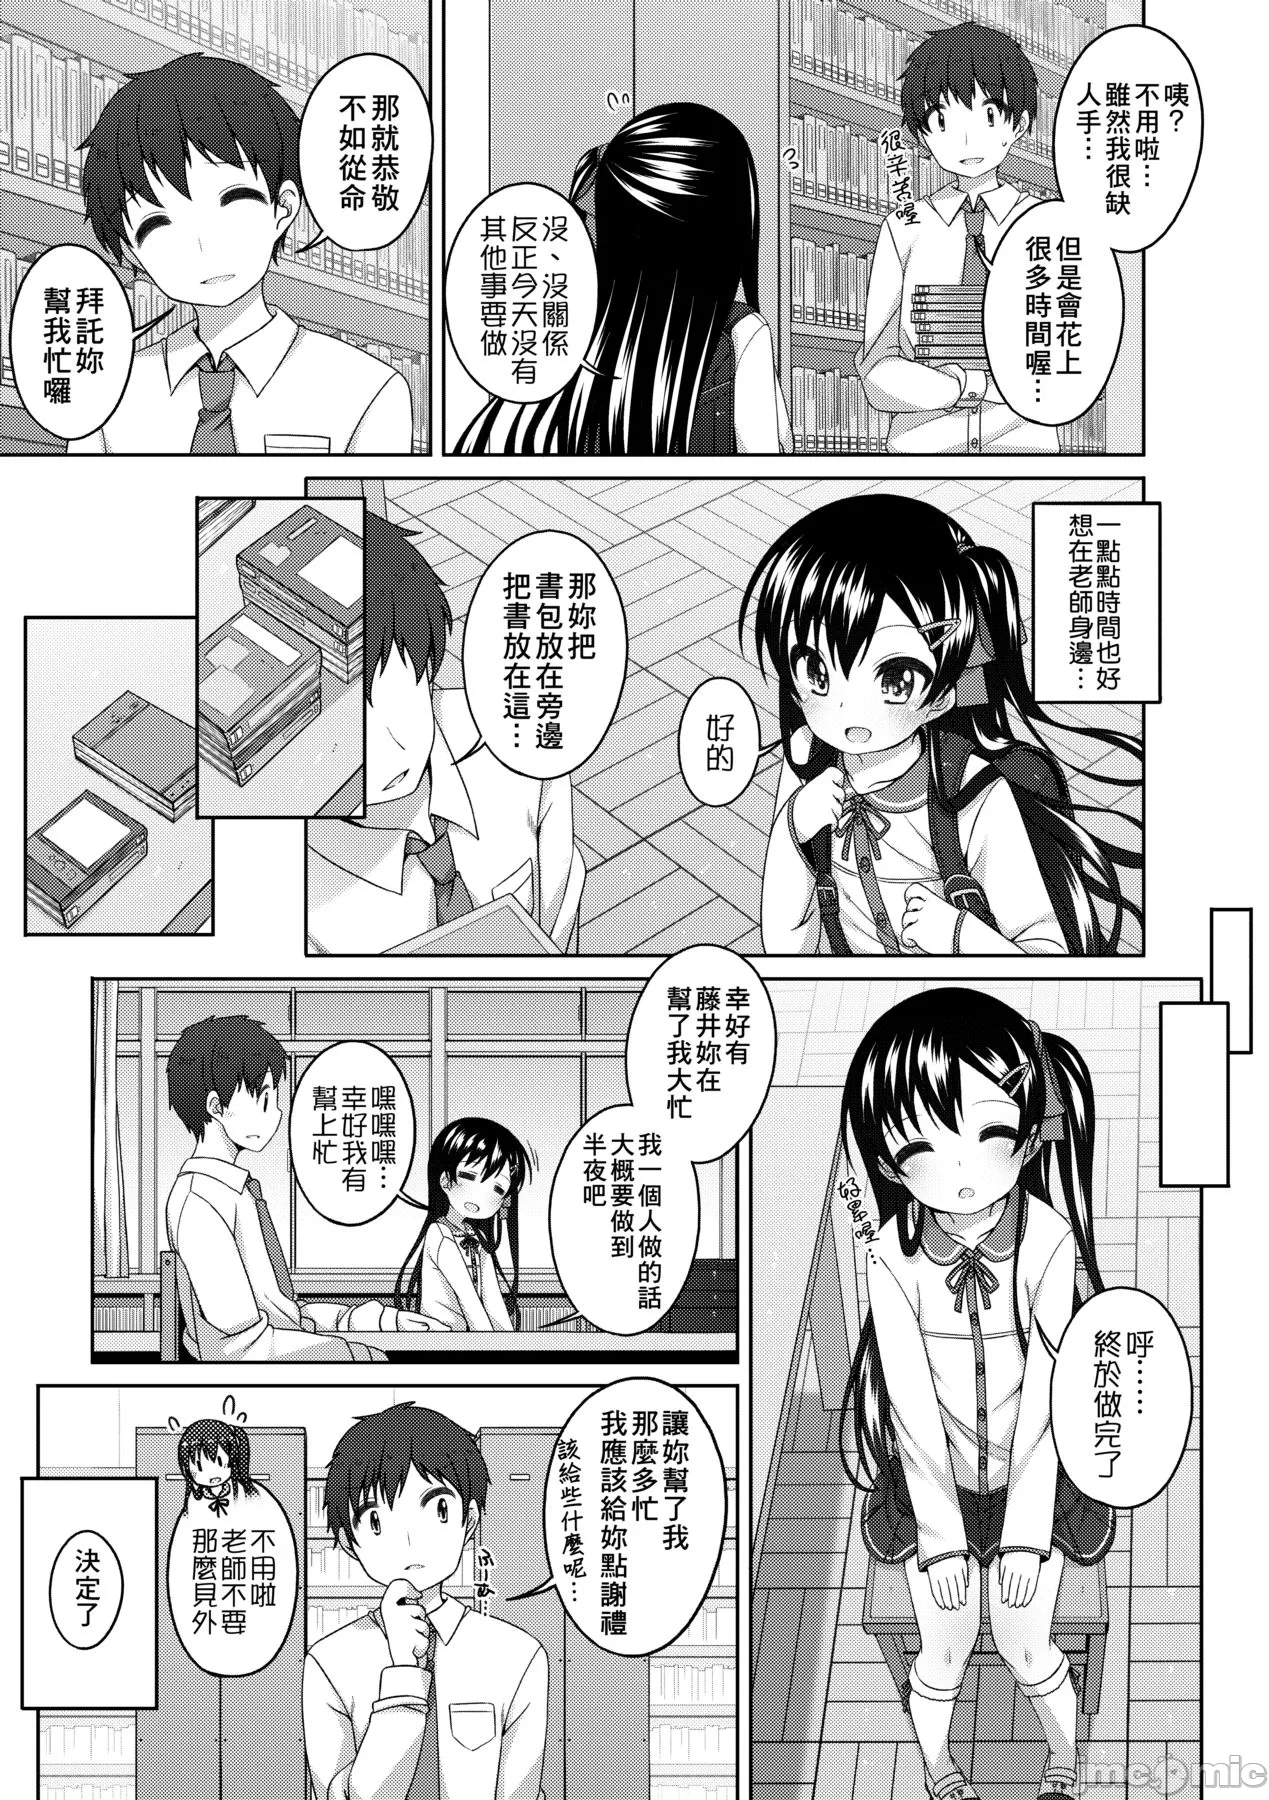 咦？
不用啦…
雖然我很缺
人手…
但是會花上
很多時間喔…
很辛苦喔
沒、沒關係
反正今天沒有
其他事要做
那就恭敬
不如從命
拜託妳
幫我忙囉
一點點時間也好
想在老師身邊…
好的
那妳把
書包放在旁邊
把書放在這…
呼……
終於做完了
好累喔…
幸好有
藤井妳在
幫了我大忙
我一個人做的話
大概要做到
半夜吧
嘿嘿嘿…
幸好我有
幫上忙
讓妳幫了我
那麼多忙
我應該給妳點謝禮
該給些什麼呢…
ふーむ…
不用啦
老師不要
那麼見外
決定了
jmcomic